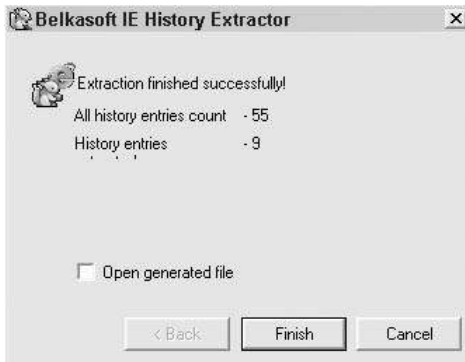 Belkasoft IE History Extractor
Extraction finished successfully!
All history entries count - 55
History entries - 9
Open generated file
< Back
Finish
Cancel